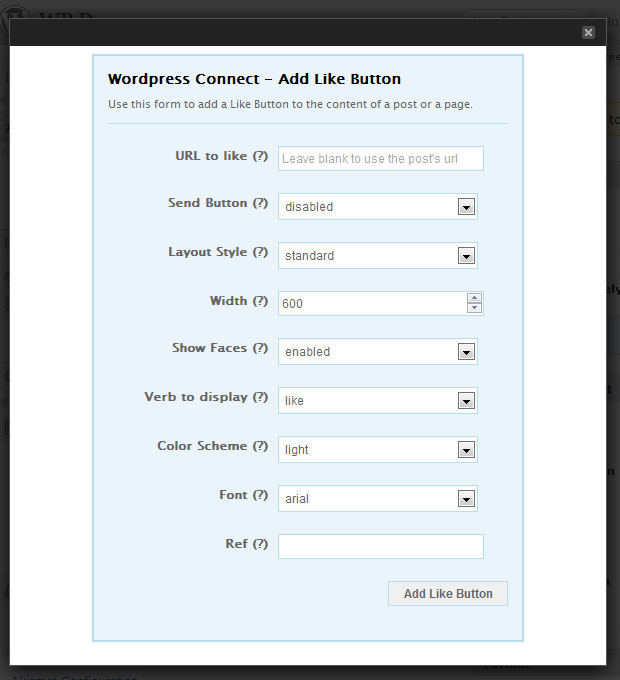 Wordpress Connect - Add Like Button
Use this form to add a Like Button to the content of a post or a page.
URL to like (?) Leave blank to use the post's url
Send Button (?) disabled
Layout Style (?) standard
Width (?) 600
Show Faces (?) enabled
Verb to display (?) like
Color Scheme (?) light
Font (?) arial
Ref (?)
Add Like Button